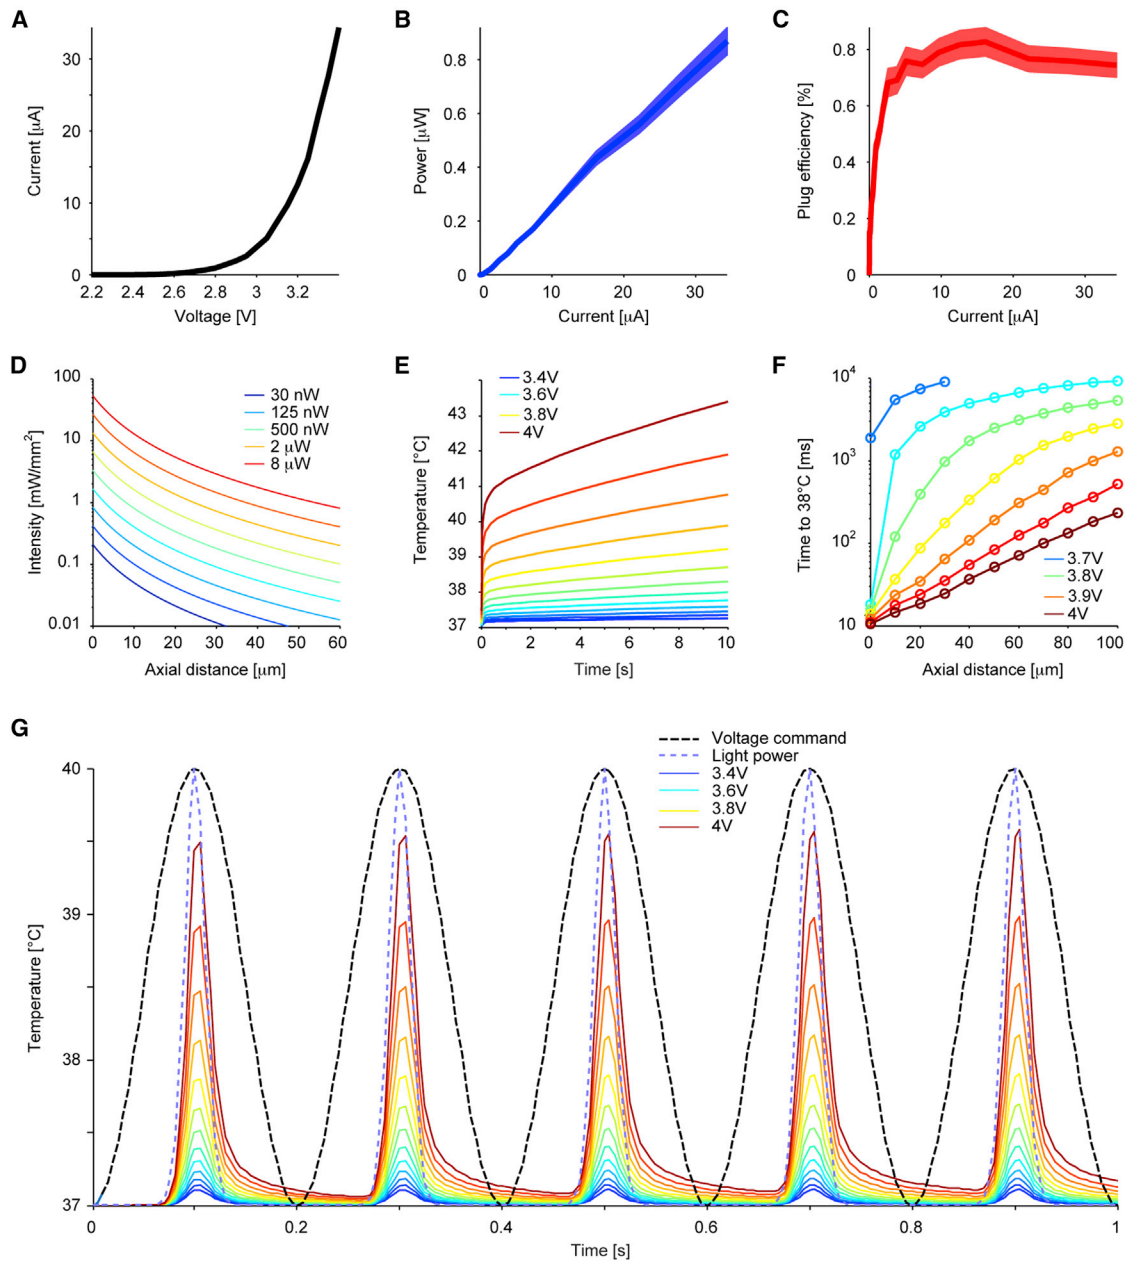 A
Current [μA]
30
20
10
0
2.2 2.4 2.6 2.8 3 3.2
Voltage [V]
B
Power [μW]
0.8
0.6
0.4
0.2
0
0 10 20 30
Current [μA]
C
Plug efficiency [%]
0.8
0.6
0.4
0.2
0
0 10 20 30
Current [μA]
D
Intensity [mW/mm²]
100
10
1
0.1
0.01
30 nW
125 nW
500 nW
2 μW
8 μW
0 10 20 30 40 50 60
Axial distance [μm]
E
Temperature [°C]
3.4V
3.6V
3.8V
4V
43
42
41
40
39
38
37
0 2 4 6 8 10
Time [s]
F
Time to 38°C [ms]
10⁴
10³
10²
10
3.7V
3.8V
3.9V
4V
0 20 40 60 80 100
Axial distance [μm]
G
Voltage command
Light power
3.4V
3.6V
3.8V
4V
Temperature [°C]
40
39
38
37
0 0.2 0.4 0.6 0.8 1
Time [s]